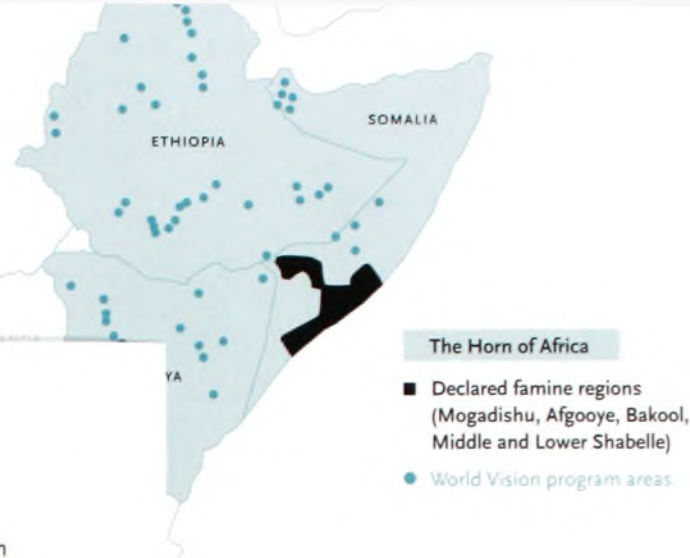 SOMALIA
ETHIOPIA
YA
The Horn of Africa
Declared famine regions
(Mogadishu, Afgooye, Bakool,
Middle and Lower Shabelle)
World Vision program areas